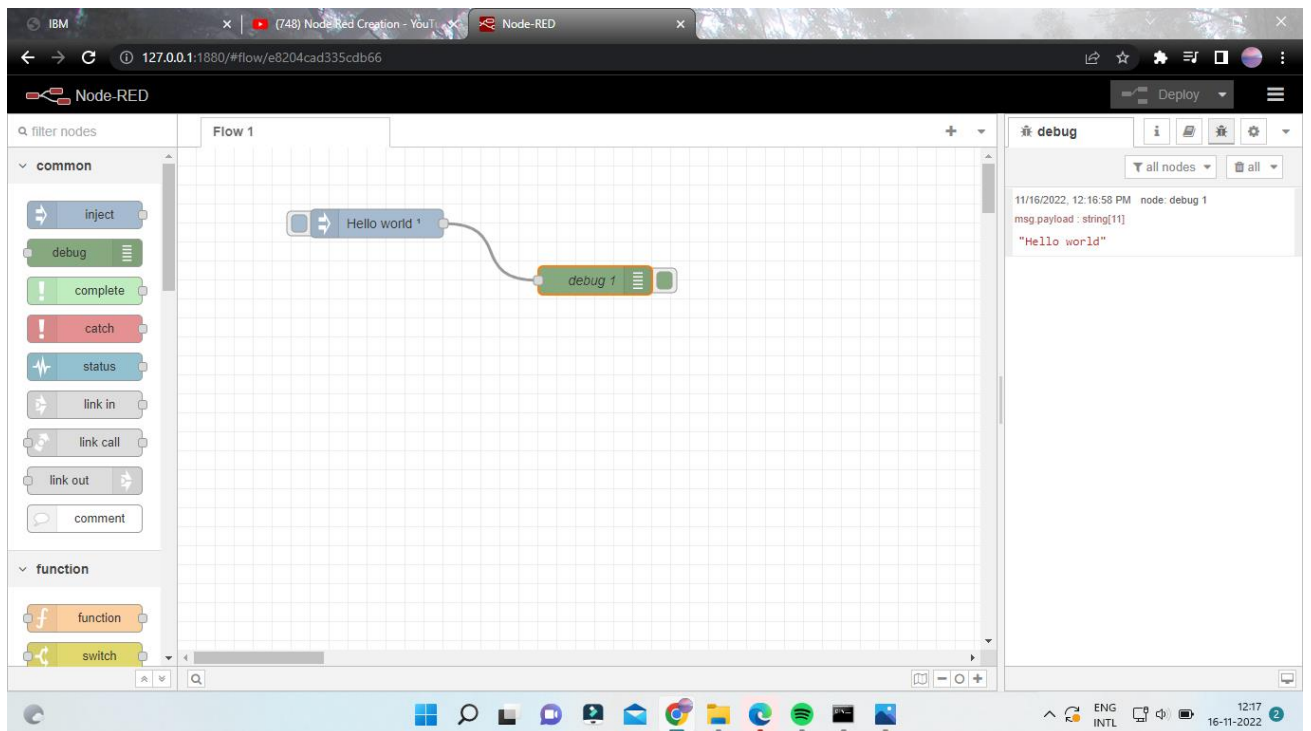 IBM
(748) Node Red Creation - YouTu
Node-RED
127.0.0.1:1880/#flow/e8204cad335cdb66
Node-RED
Deploy
filter nodes
Flow 1
debug
common
all nodes
all
inject
debug
complete
catch
status
link in
link call
link out
comment
function
function
switch
Hello world ¹
debug 1
11/16/2022, 12:16:58 PM node: debug 1
msg.payload : string[11]
"Hello world"
ENG
INTL
12:17
16-11-2022
2